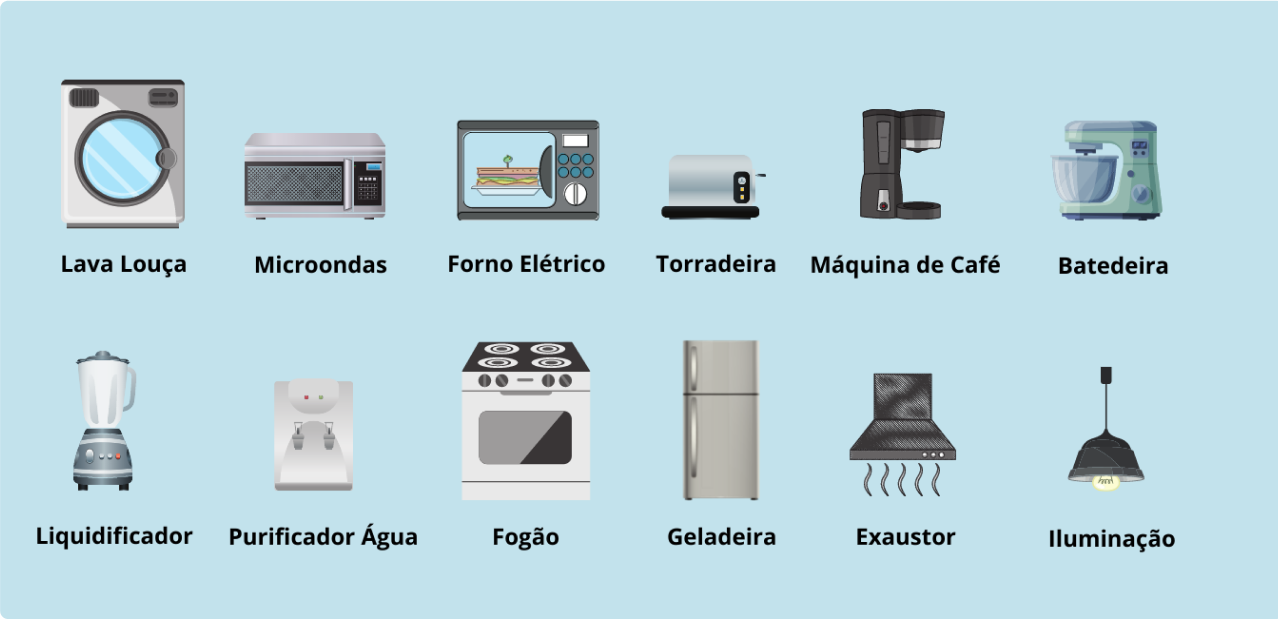 Lava Louça
Microondas
Forno Elétrico
Torradeira
Máquina de Café
Batedeira
Liquidificador
Purificador Água
Fogão
Geladeira
Exaustor
Iluminação